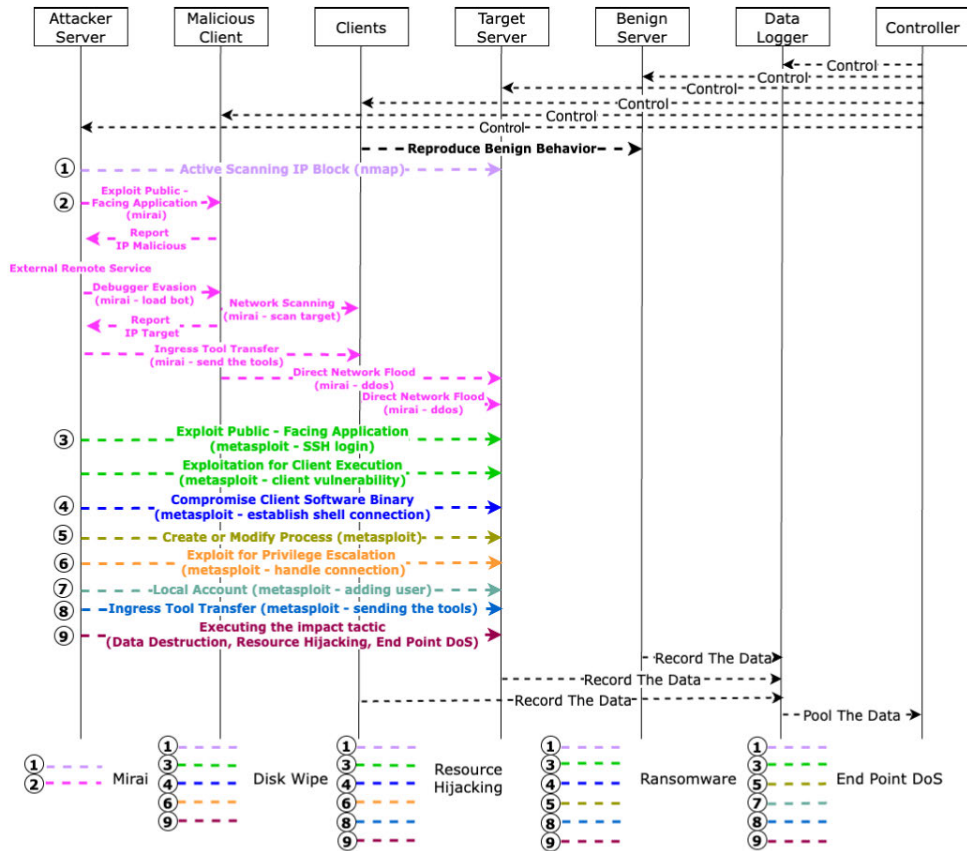 Attacker
Server
Malicious
Client
Clients
Target
Server
Benign
Server
Data
Logger
Controller
Control
Control
Control
Control
Control
Control
Reproduce Benign Behavior
1 Active Scanning IP Block (nmap)
2 Exploit Public -
Facing Application
(mirai)
Report
IP Malicious
External Remote Service
Debugger Evasion
(mirai - load bot)
Network Scanning
(mirai - scan target)
Report
IP Target
Ingress Tool Transfer
(mirai - send the tools)
Direct Network Flood
(mirai - ddos)
Direct Network Flood
(mirai - ddos)
3 Exploit Public - Facing Application
(metasploit - SSH login)
Exploitation for Client Execution
(metasploit - client vulnerability)
4 Compromise Client Software Binary
(metasploit - establish shell connection)
5 Create or Modify Process (metasploit)
6 Exploit for Privilege Escalation
(metasploit - handle connection)
7 Local Account (metasploit - adding user)
8 Ingress Tool Transfer (metasploit - sending the tools)
9 Executing the impact tactic
(Data Destruction, Resource Hijacking, End Point DoS)
Record The Data
Record The Data
Record The Data
Pool The Data
1
2
Mirai
1
3
4
6
9
Disk Wipe
1
3
4
6
8
9
Resource
Hijacking
1
3
4
5
8
9
Ransomware
1
3
5
7
8
9
End Point DoS